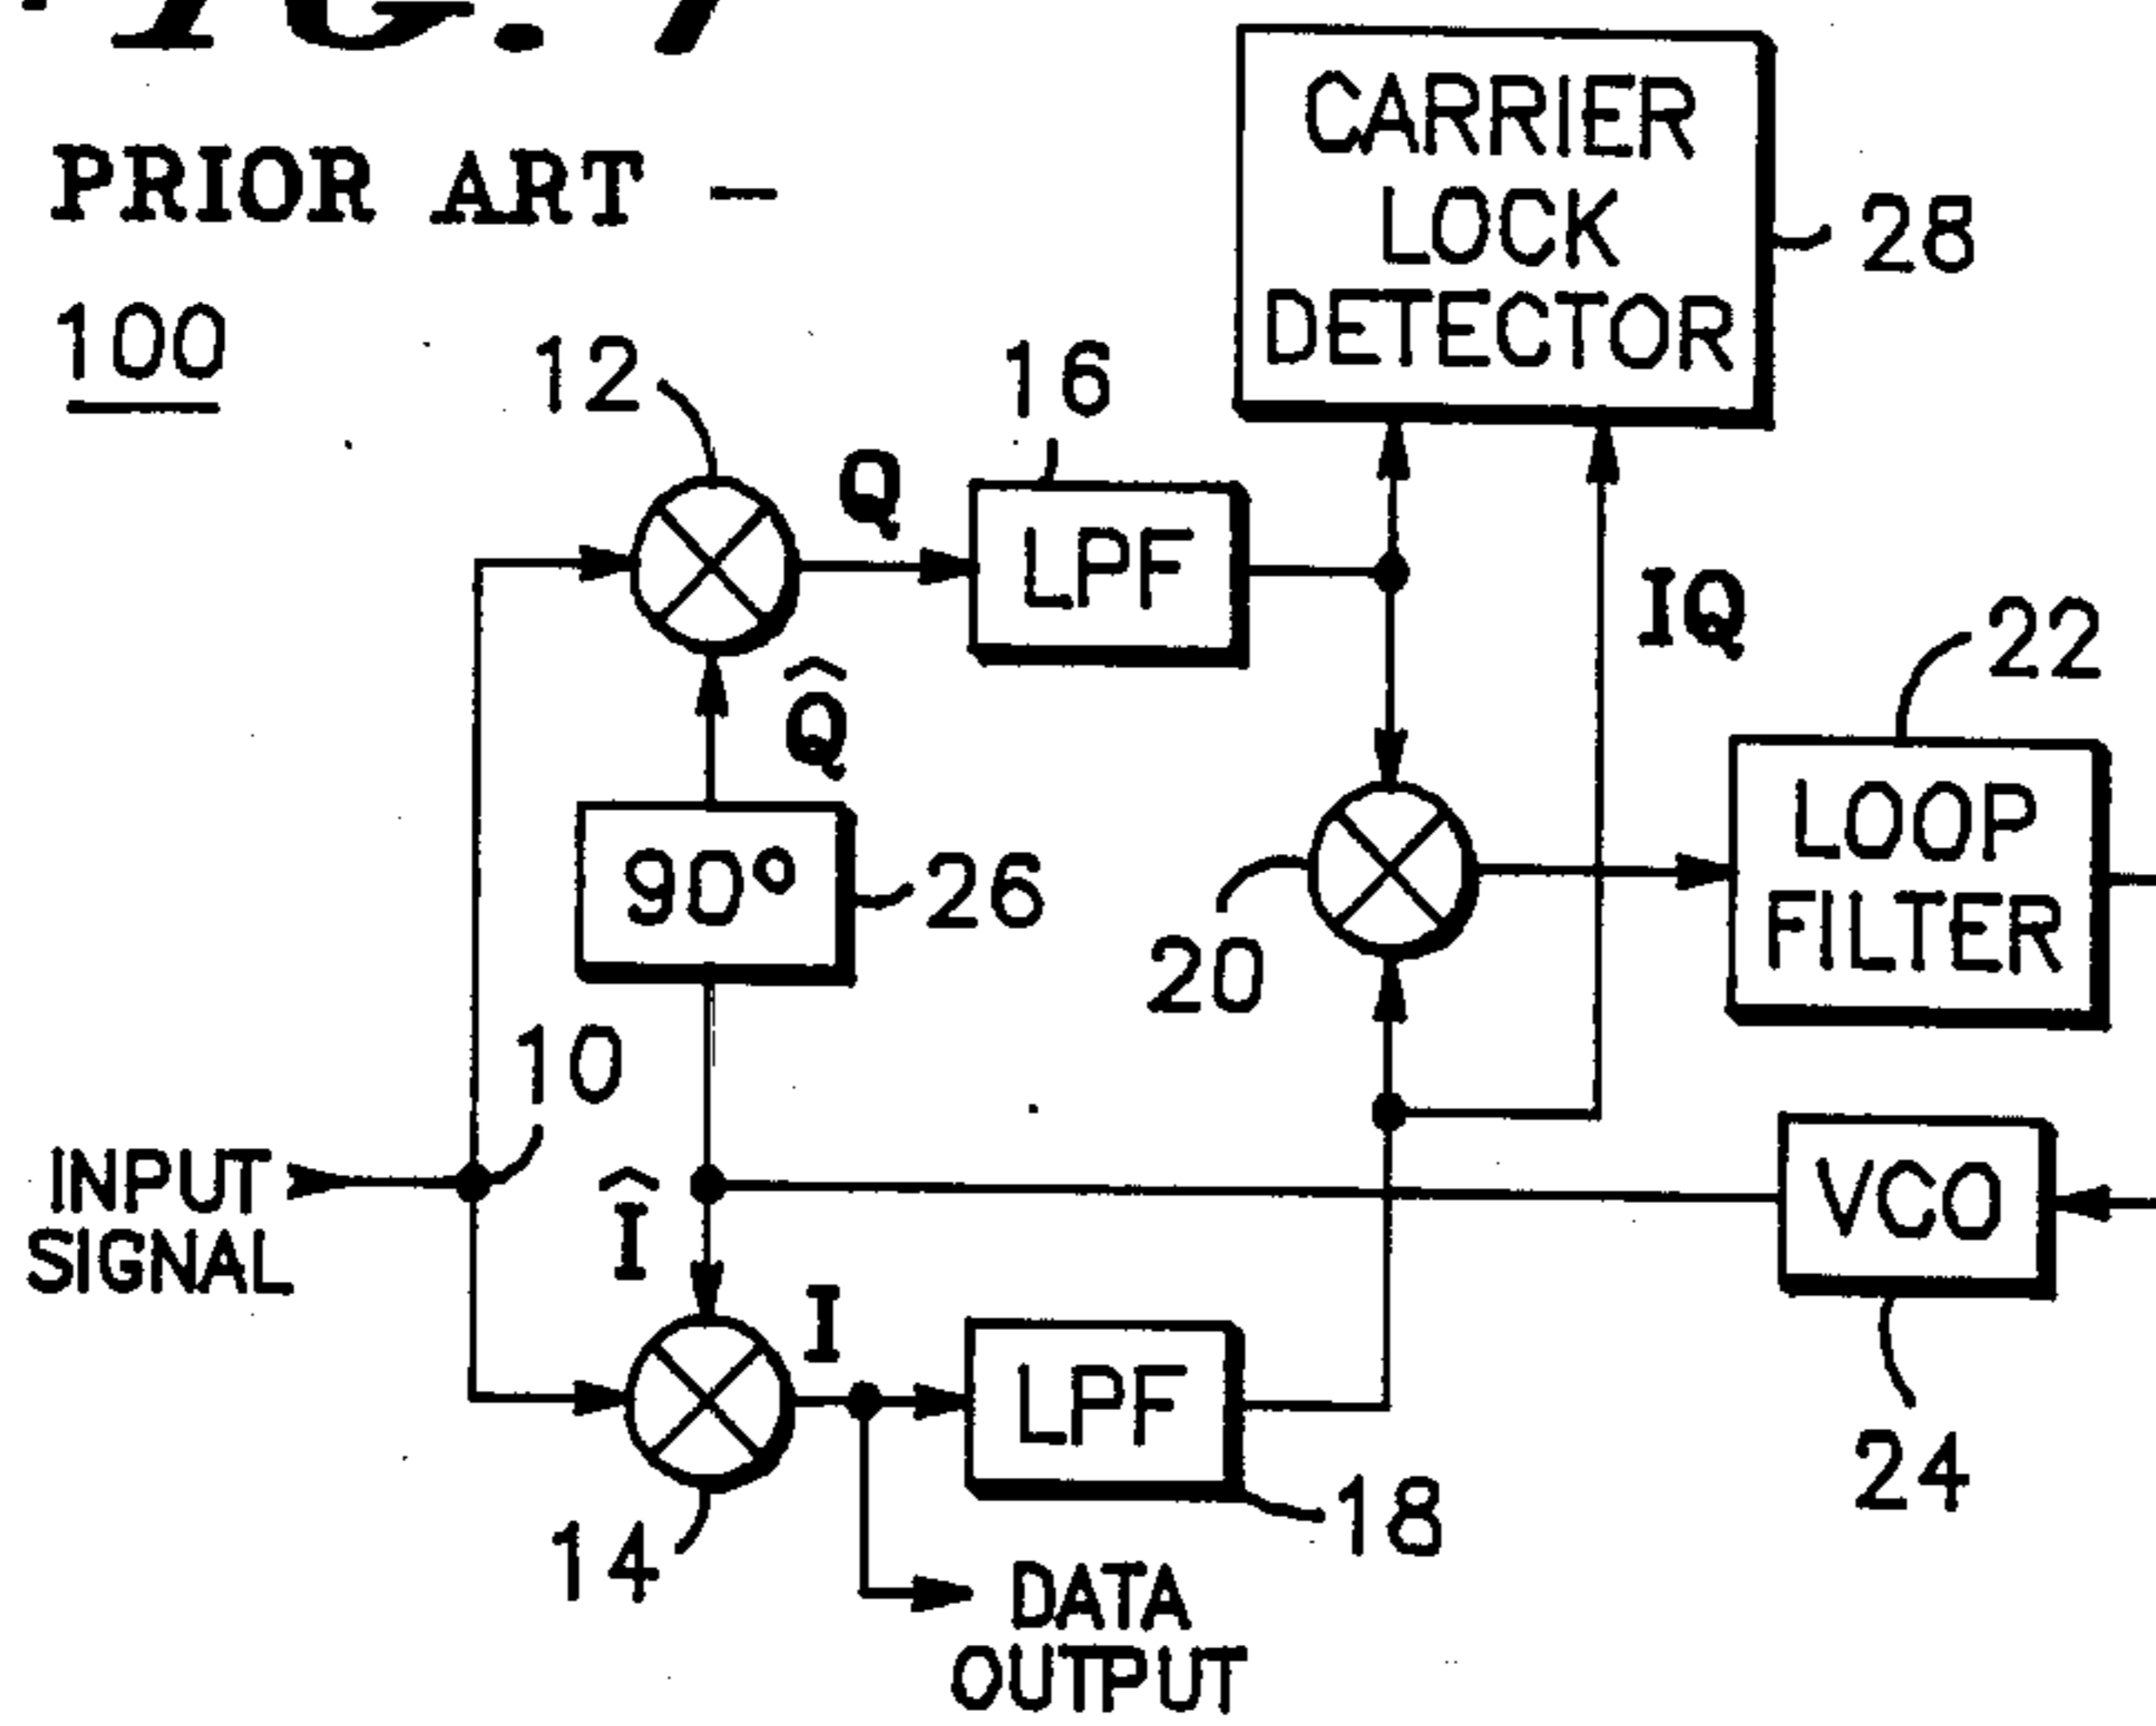 PRIOR ART —
100
CARRIER
LOCK
DETECTOR
28
12
16
Q
LPF
IQ
22
Q̂
LOOP
FILTER
90°
26
20
10
INPUT
SIGNAL
Î
VCO
I
LPF
24
14
18
DATA
OUTPUT